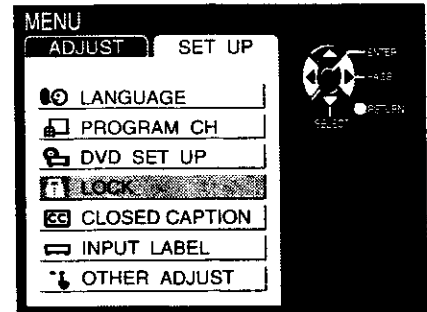 MENU
ADJUST SET UP
ENTER
LANGUAGE
PROGRAM CH
RETURN
SELECT
DVD SET UP
LOCK
CC CLOSED CAPTION
INPUT LABEL
OTHER ADJUST